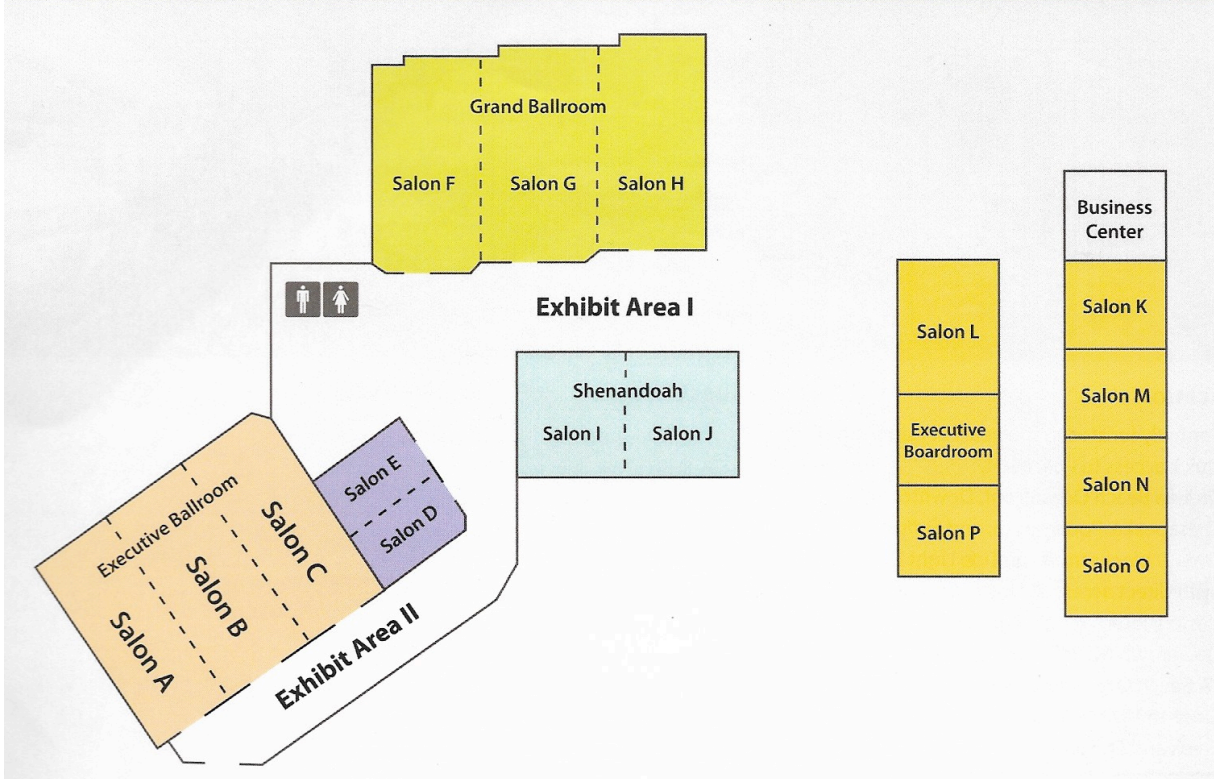 Grand Ballroom
Salon F
Salon G
Salon H
Business
Center
Exhibit Area I
Salon K
Salon L
Shenandoah
Salon I
Salon J
Salon M
Executive
Boardroom
Salon E
Salon D
Executive Ballroom
Salon C
Salon B
Salon A
Salon N
Salon P
Salon O
Exhibit Area II